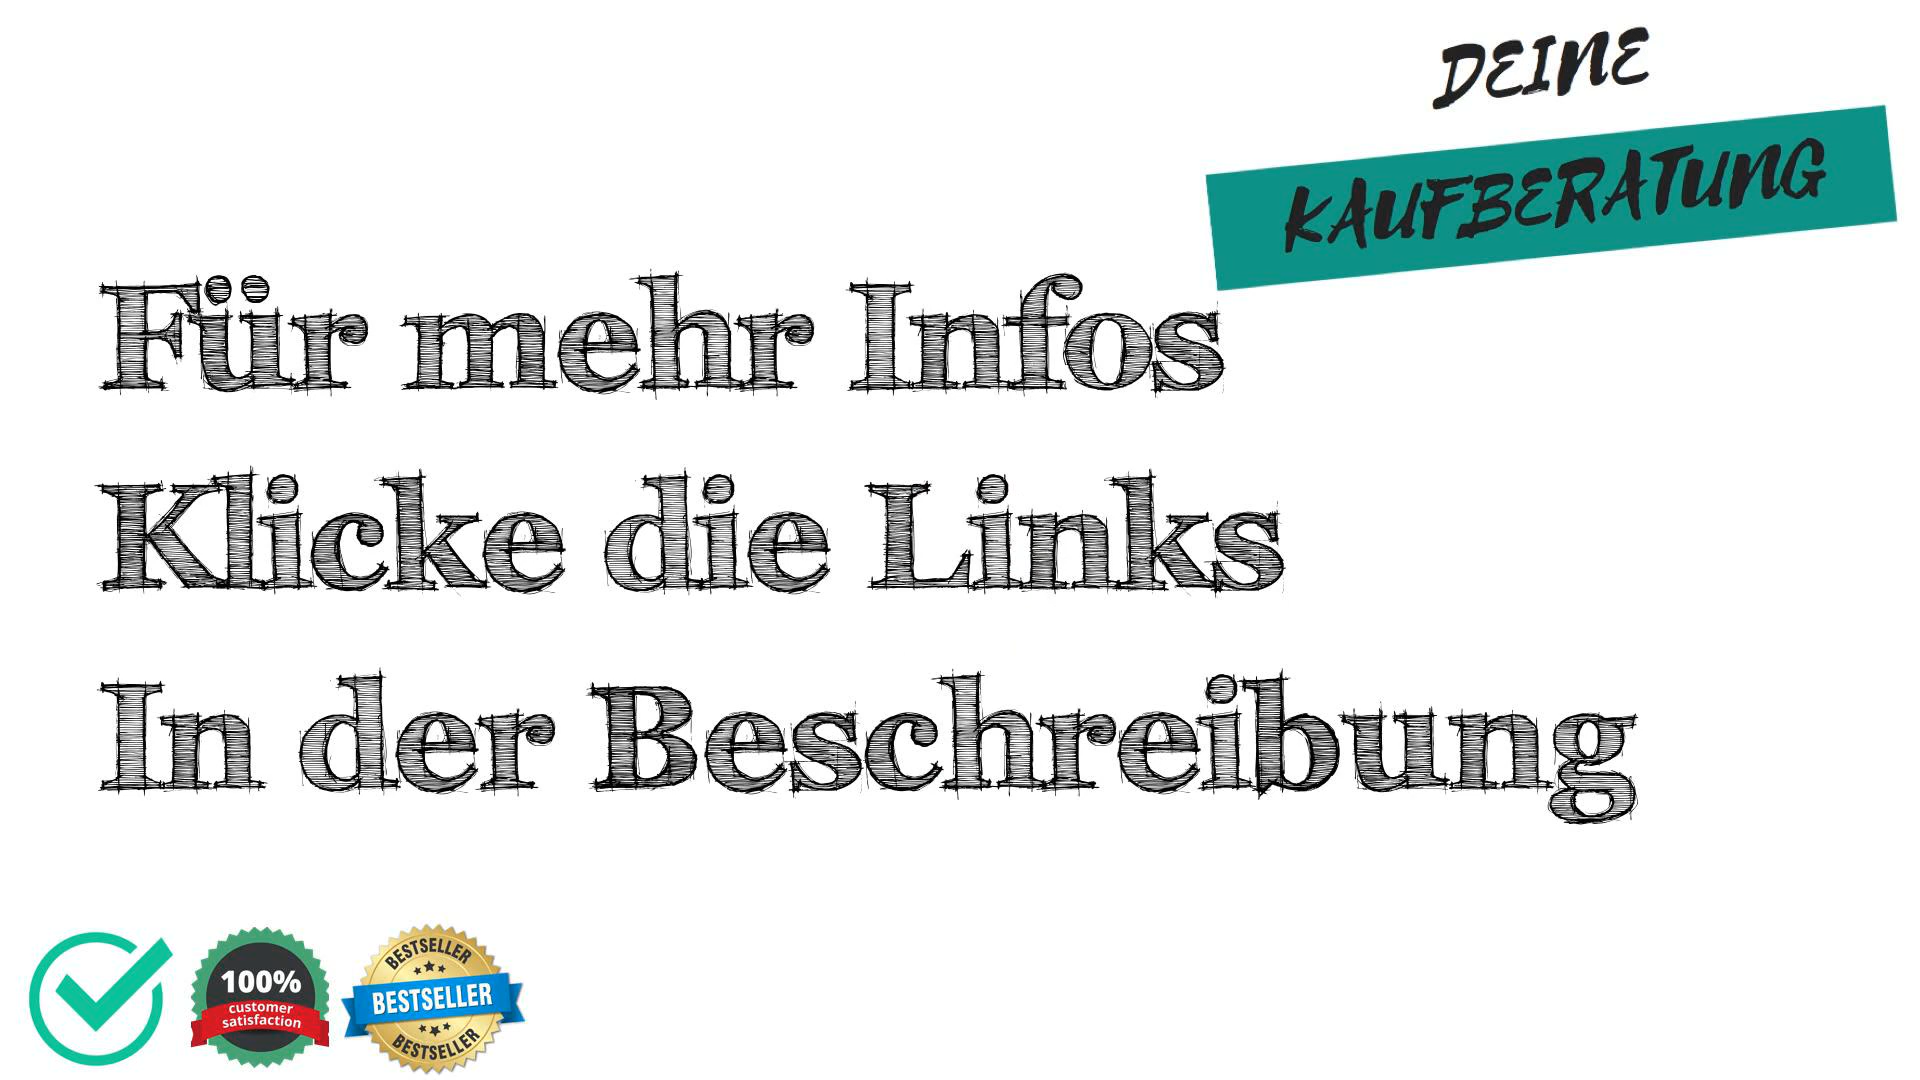 DEINE
KAUFBERATUNG
Für mehr Infos
Klicke die Links
In der Beschreibung
100%
customer
satisfaction
BESTSELLER
BESTSELLER
BESTSELLER